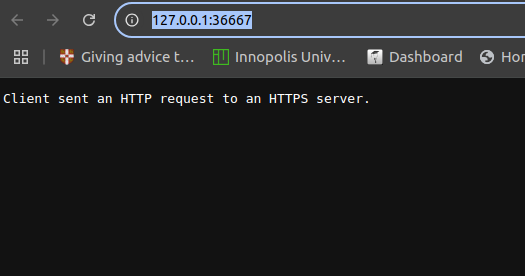 127.0.0.1:36667
Giving advice t... Innopolis Univ... Dashboard Hor
Client sent an HTTP request to an HTTPS server.